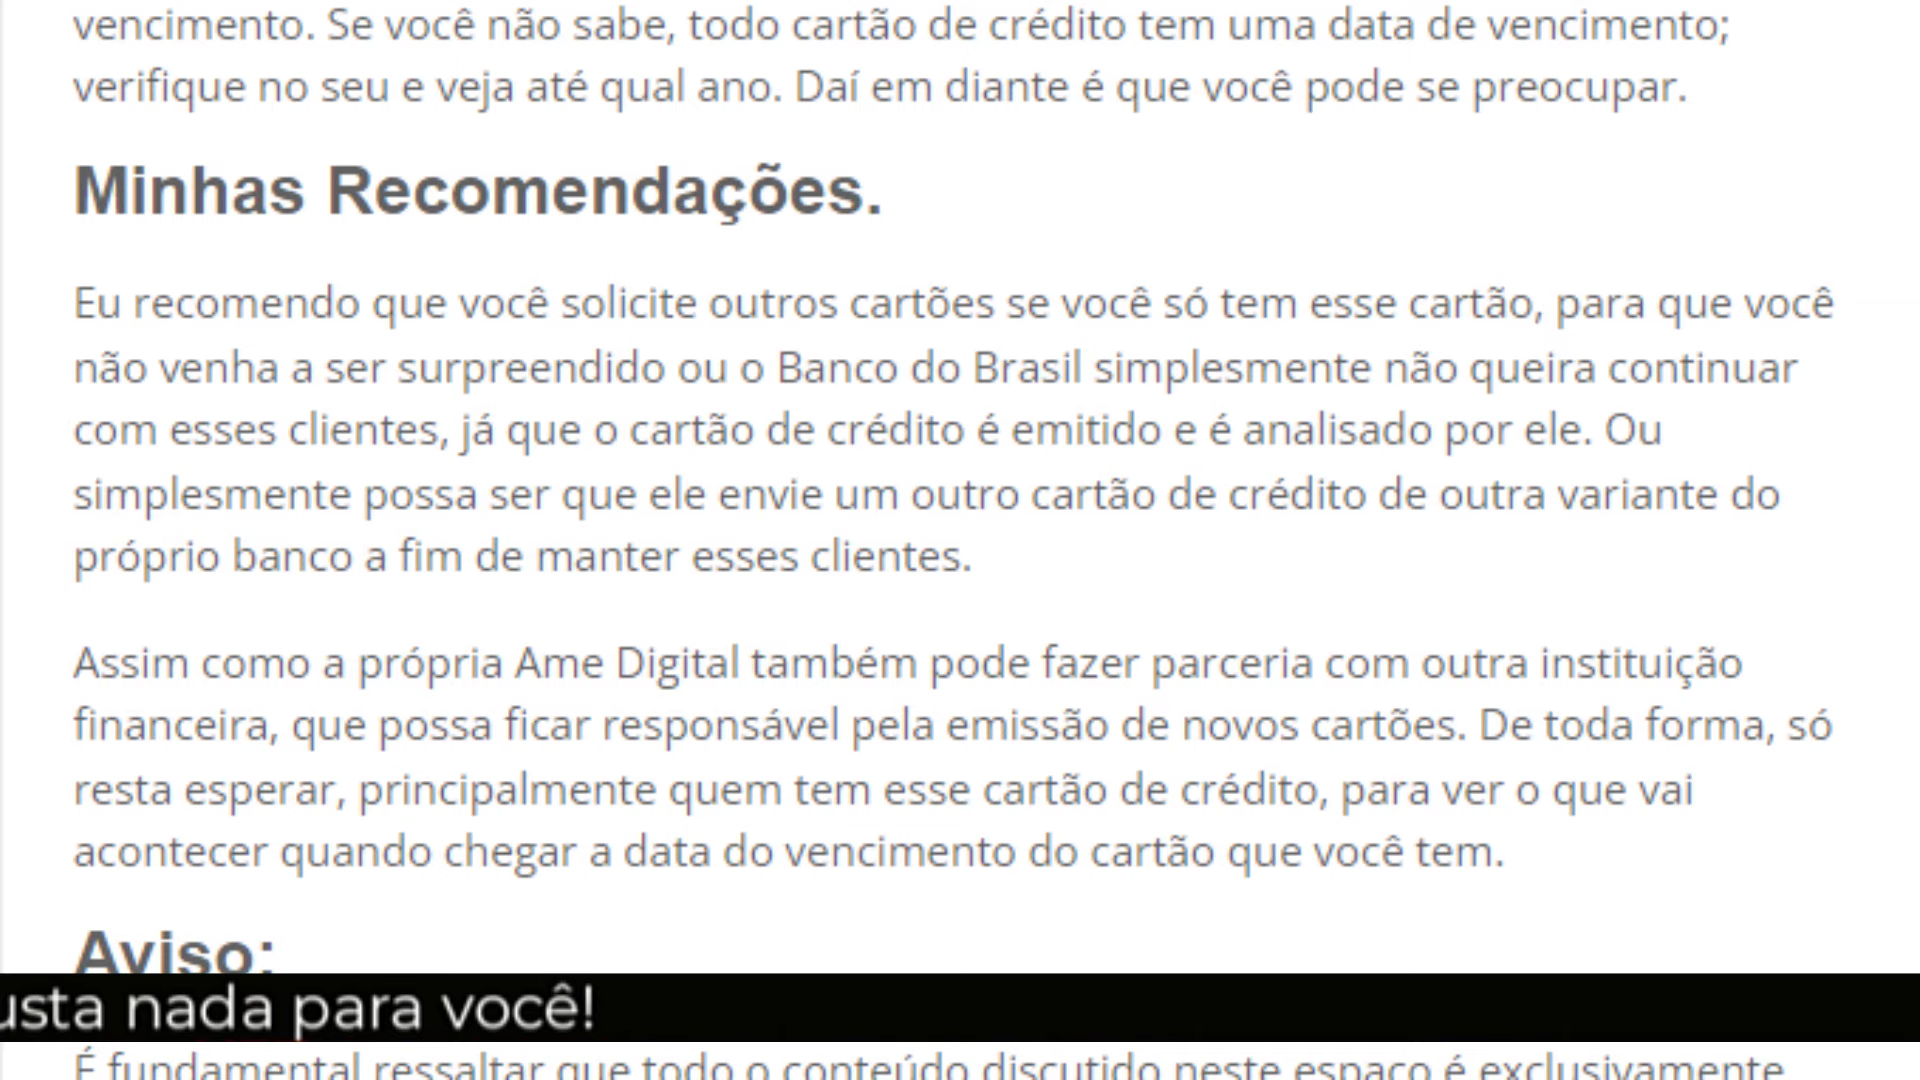 vencimento. Se você não sabe, todo cartão de crédito tem uma data de vencimento;
verifique no seu e veja até qual ano. Daí em diante é que você pode se preocupar.
Minhas Recomendações.
Eu recomendo que você solicite outros cartões se você só tem esse cartão, para que você
não venha a ser surpreendido ou o Banco do Brasil simplesmente não queira continuar
com esses clientes, já que o cartão de crédito é emitido e é analisado por ele. Ou
simplesmente possa ser que ele envie um outro cartão de crédito de outra variante do
próprio banco a fim de manter esses clientes.
Assim como a própria Ame Digital também pode fazer parceria com outra instituição
financeira, que possa ficar responsável pela emissão de novos cartões. De toda forma, só
resta esperar, principalmente quem tem esse cartão de crédito, para ver o que vai
acontecer quando chegar a data do vencimento do cartão que você tem.
Aviso:
usta nada para você!
É fundamental ressaltar que todo o conteúdo discutido neste espaço é exclusivamente